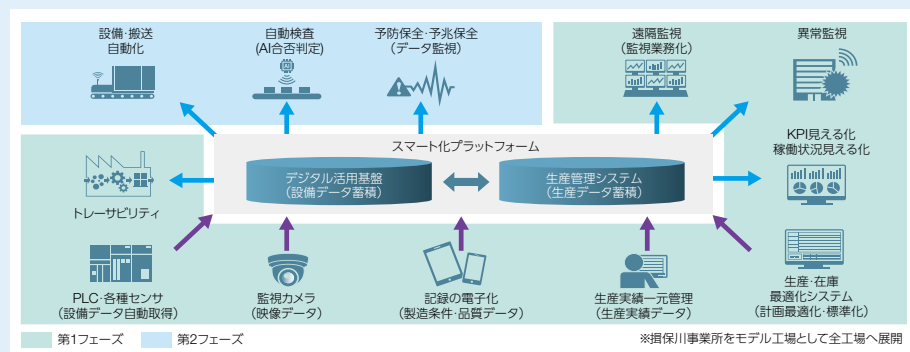 設備・搬送
自動化
自動検査
(AI合否判定)
予防保全・予兆保全
(データ監視)
遠隔監視
(監視業務化)
異常監視
AI
スマート化プラットフォーム
デジタル活用基盤
(設備データ蓄積)
生産管理システム
(生産データ蓄積)
KPI見える化
稼働状況見える化
トレーサビリティ
PLC・各種センサ
(設備データ自動取得)
監視カメラ
(映像データ)
記録の電子化
(製造条件・品質データ)
生産実績一元管理
(生産実績データ)
生産・在庫
最適化システム
(計画最適化・標準化)
第1フェーズ
第2フェーズ
※揖保川事業所をモデル工場として全工場へ展開